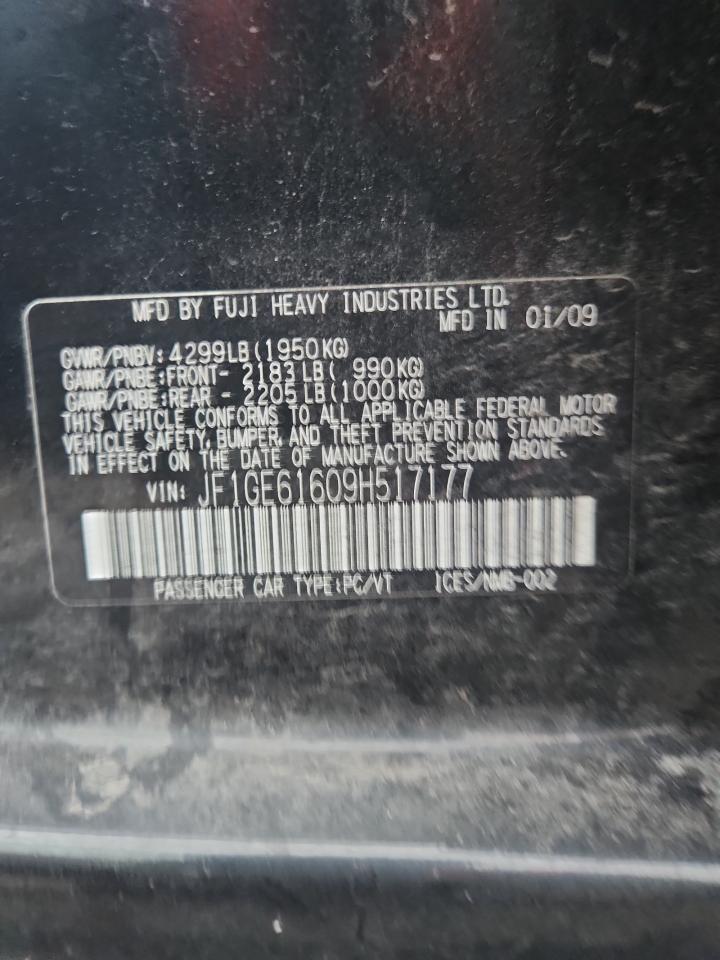 MFD BY FUJI HEAVY INDUSTRIES LTD.
MFD IN 01/09
GVWR/PNBV: 4299LB(1950KG)
GAWR/PNBE:FRONT- 2183LB( 990KG)
GAWR/PNBE:REAR - 2205LB(1000KG)
THIS VEHICLE CONFORMS TO ALL APPLICABLE FEDERAL MOTOR
VEHICLE SAFETY, BUMPER, AND THEFT PREVENTION STANDARDS
IN EFFECT ON THE DATE OF MANUFACTURE SHOWN ABOVE.
VIN: JF1GE61609H517177
PASSENGER CAR TYPE:PC/VT ICES/NMB-002